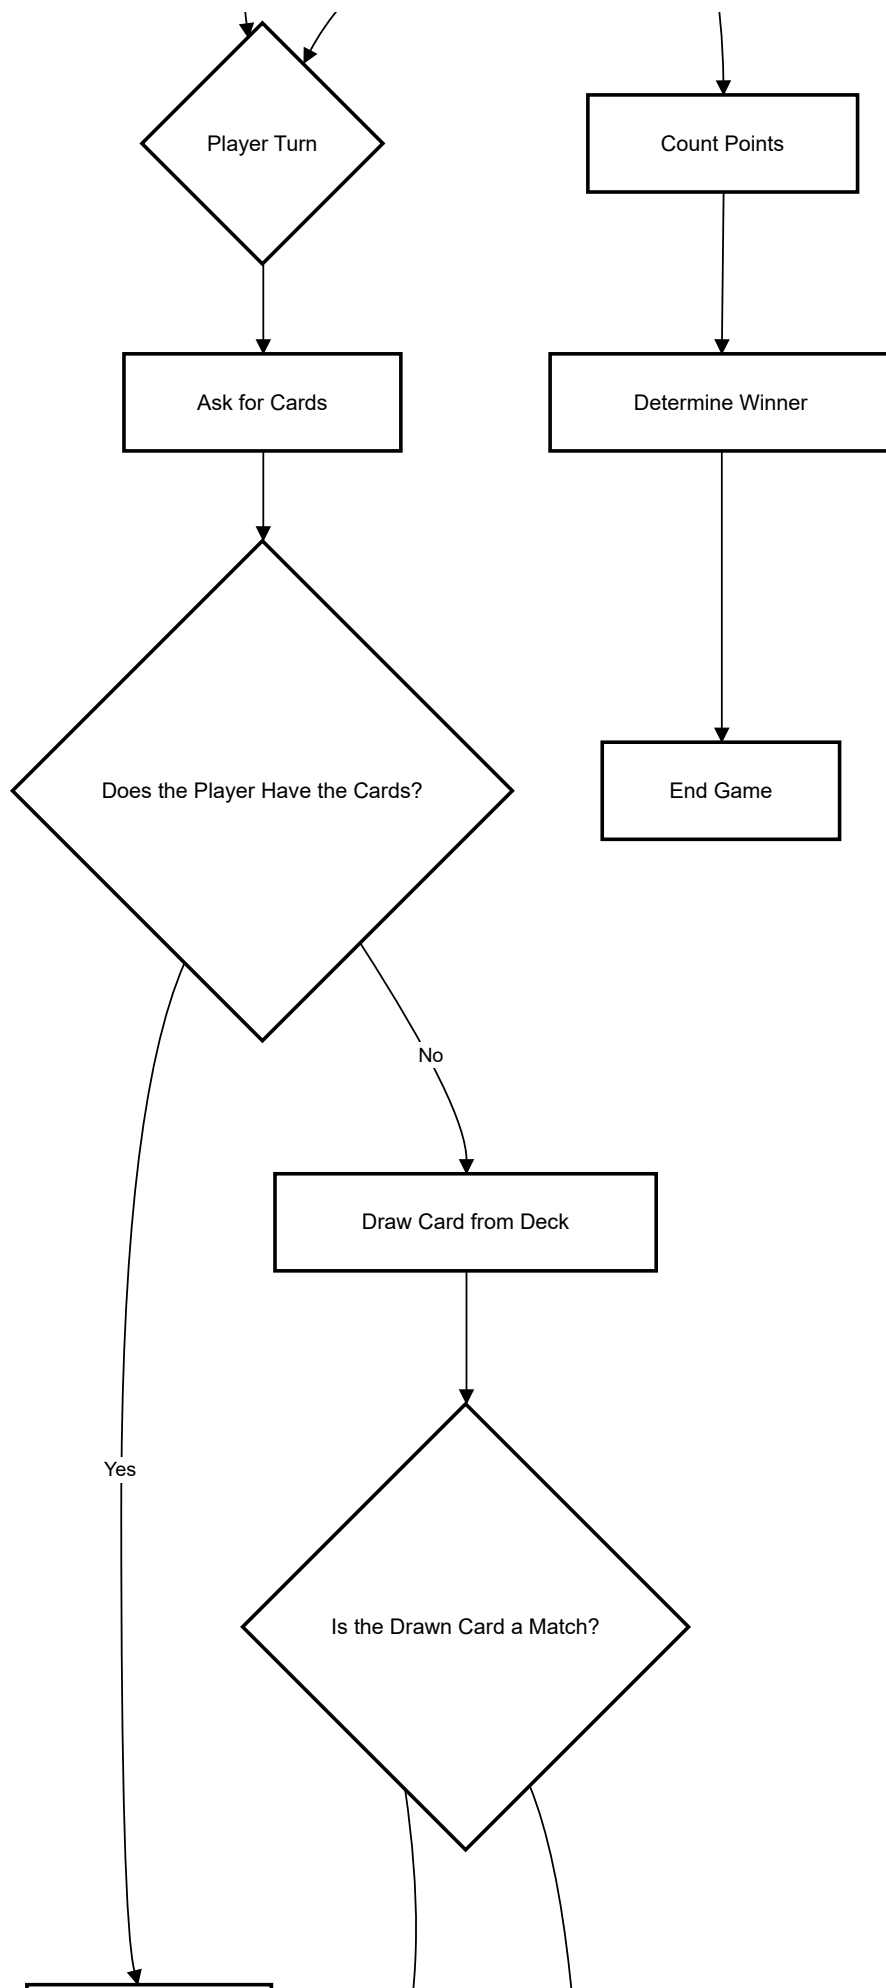 Player Turn
Count Points
Ask for Cards
Determine Winner
Does the Player Have the Cards?
End Game
No
Draw Card from Deck
Yes
Is the Drawn Card a Match?